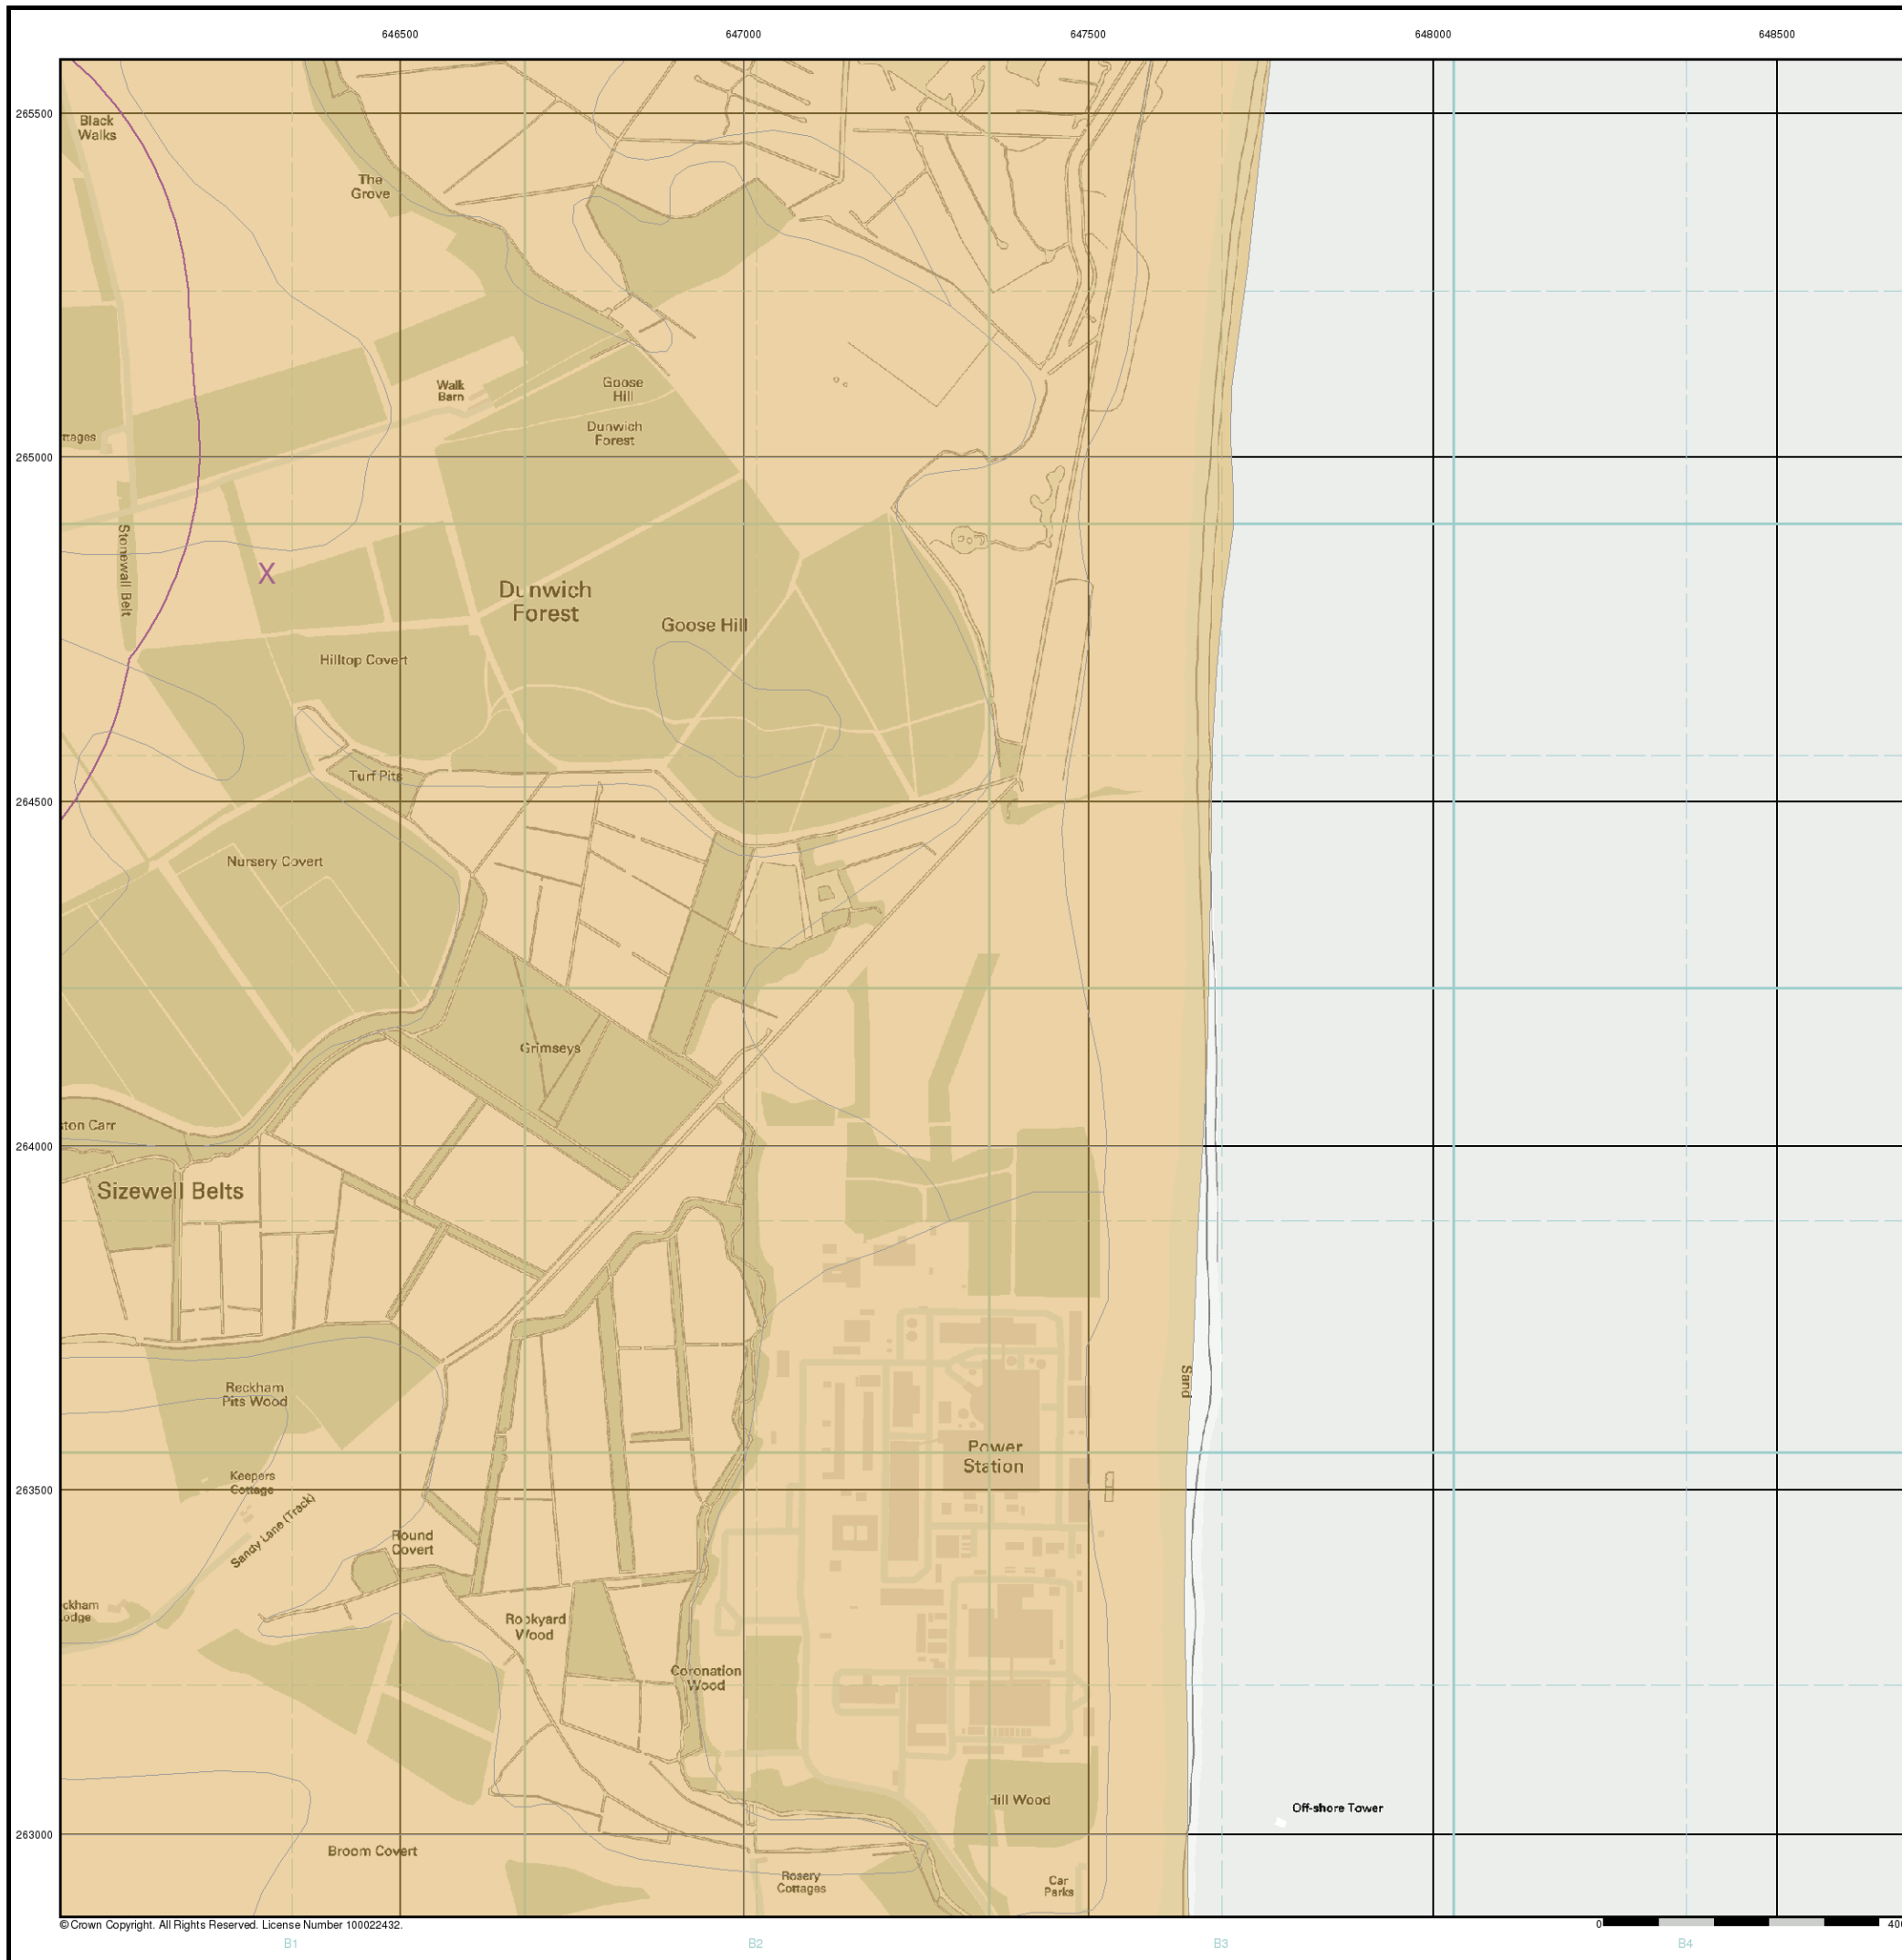 646500 647000 647500 648000 648500
265500
Black
Walks
The
Grove
Walk
Barn
Goose
Hill
Dunwich
Forest
ttages
265000
Stonewall Belt
X
Dunwich
Forest
Goose Hill
Hilltop Covert
Turf Pits
264500
Nursery Covert
Grimseys
ston Carr
264000
Sizewell Belts
Sand
Reckham
Pits Wood
Power
Station
Keepers
Cottage
263500
Sandy Lane (Track)
Round
Covert
ckham
odge
Rookyard
Wood
Coronation
Wood
Hill Wood
Off-shore Tower
263000
Broom Covert
Rosery
Cottages
Car
Parks
© Crown Copyright. All Rights Reserved. License Number 100022432.
0 400
B1 B2 B3 B4